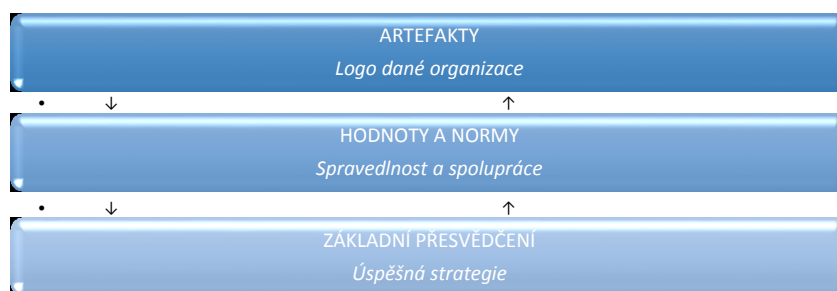 ARTEFAKTY
Logo dané organizace
• ↓ ↑
HODNOTY A NORMY
Spravedlnost a spolupráce
• ↓ ↑
ZÁKLADNÍ PŘESVĚDČENÍ
Úspěšná strategie